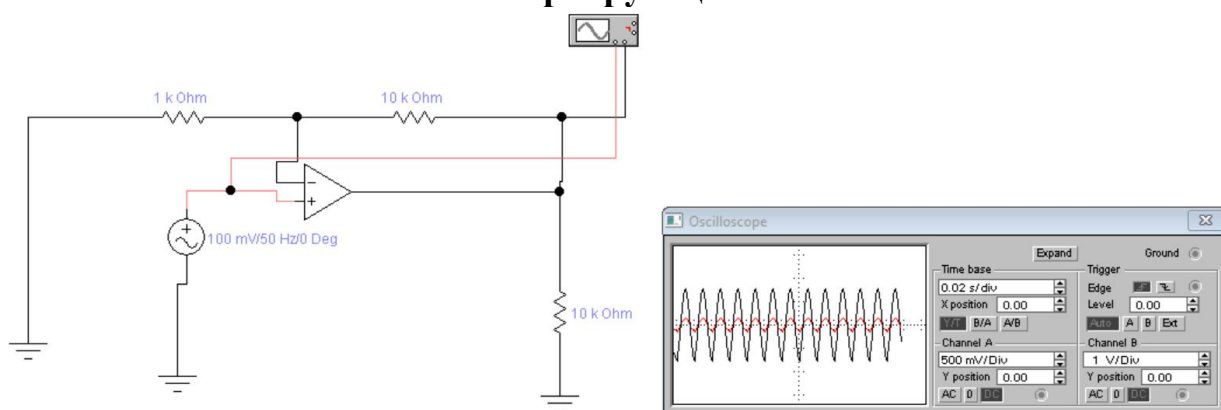 1 k Ohm
10 k Ohm
100 mV/50 Hz/0 Deg
10 k Ohm
Oscilloscope
Expand
Ground
Time base
0.02 s/div
X position 0.00
Y/T B/A A/B
Trigger
Edge
Level 0.00
Auto A B Ext
Channel A
500 mV/Div
Y position 0.00
AC 0 DC
Channel B
1 V/Div
Y position 0.00
AC 0 DC